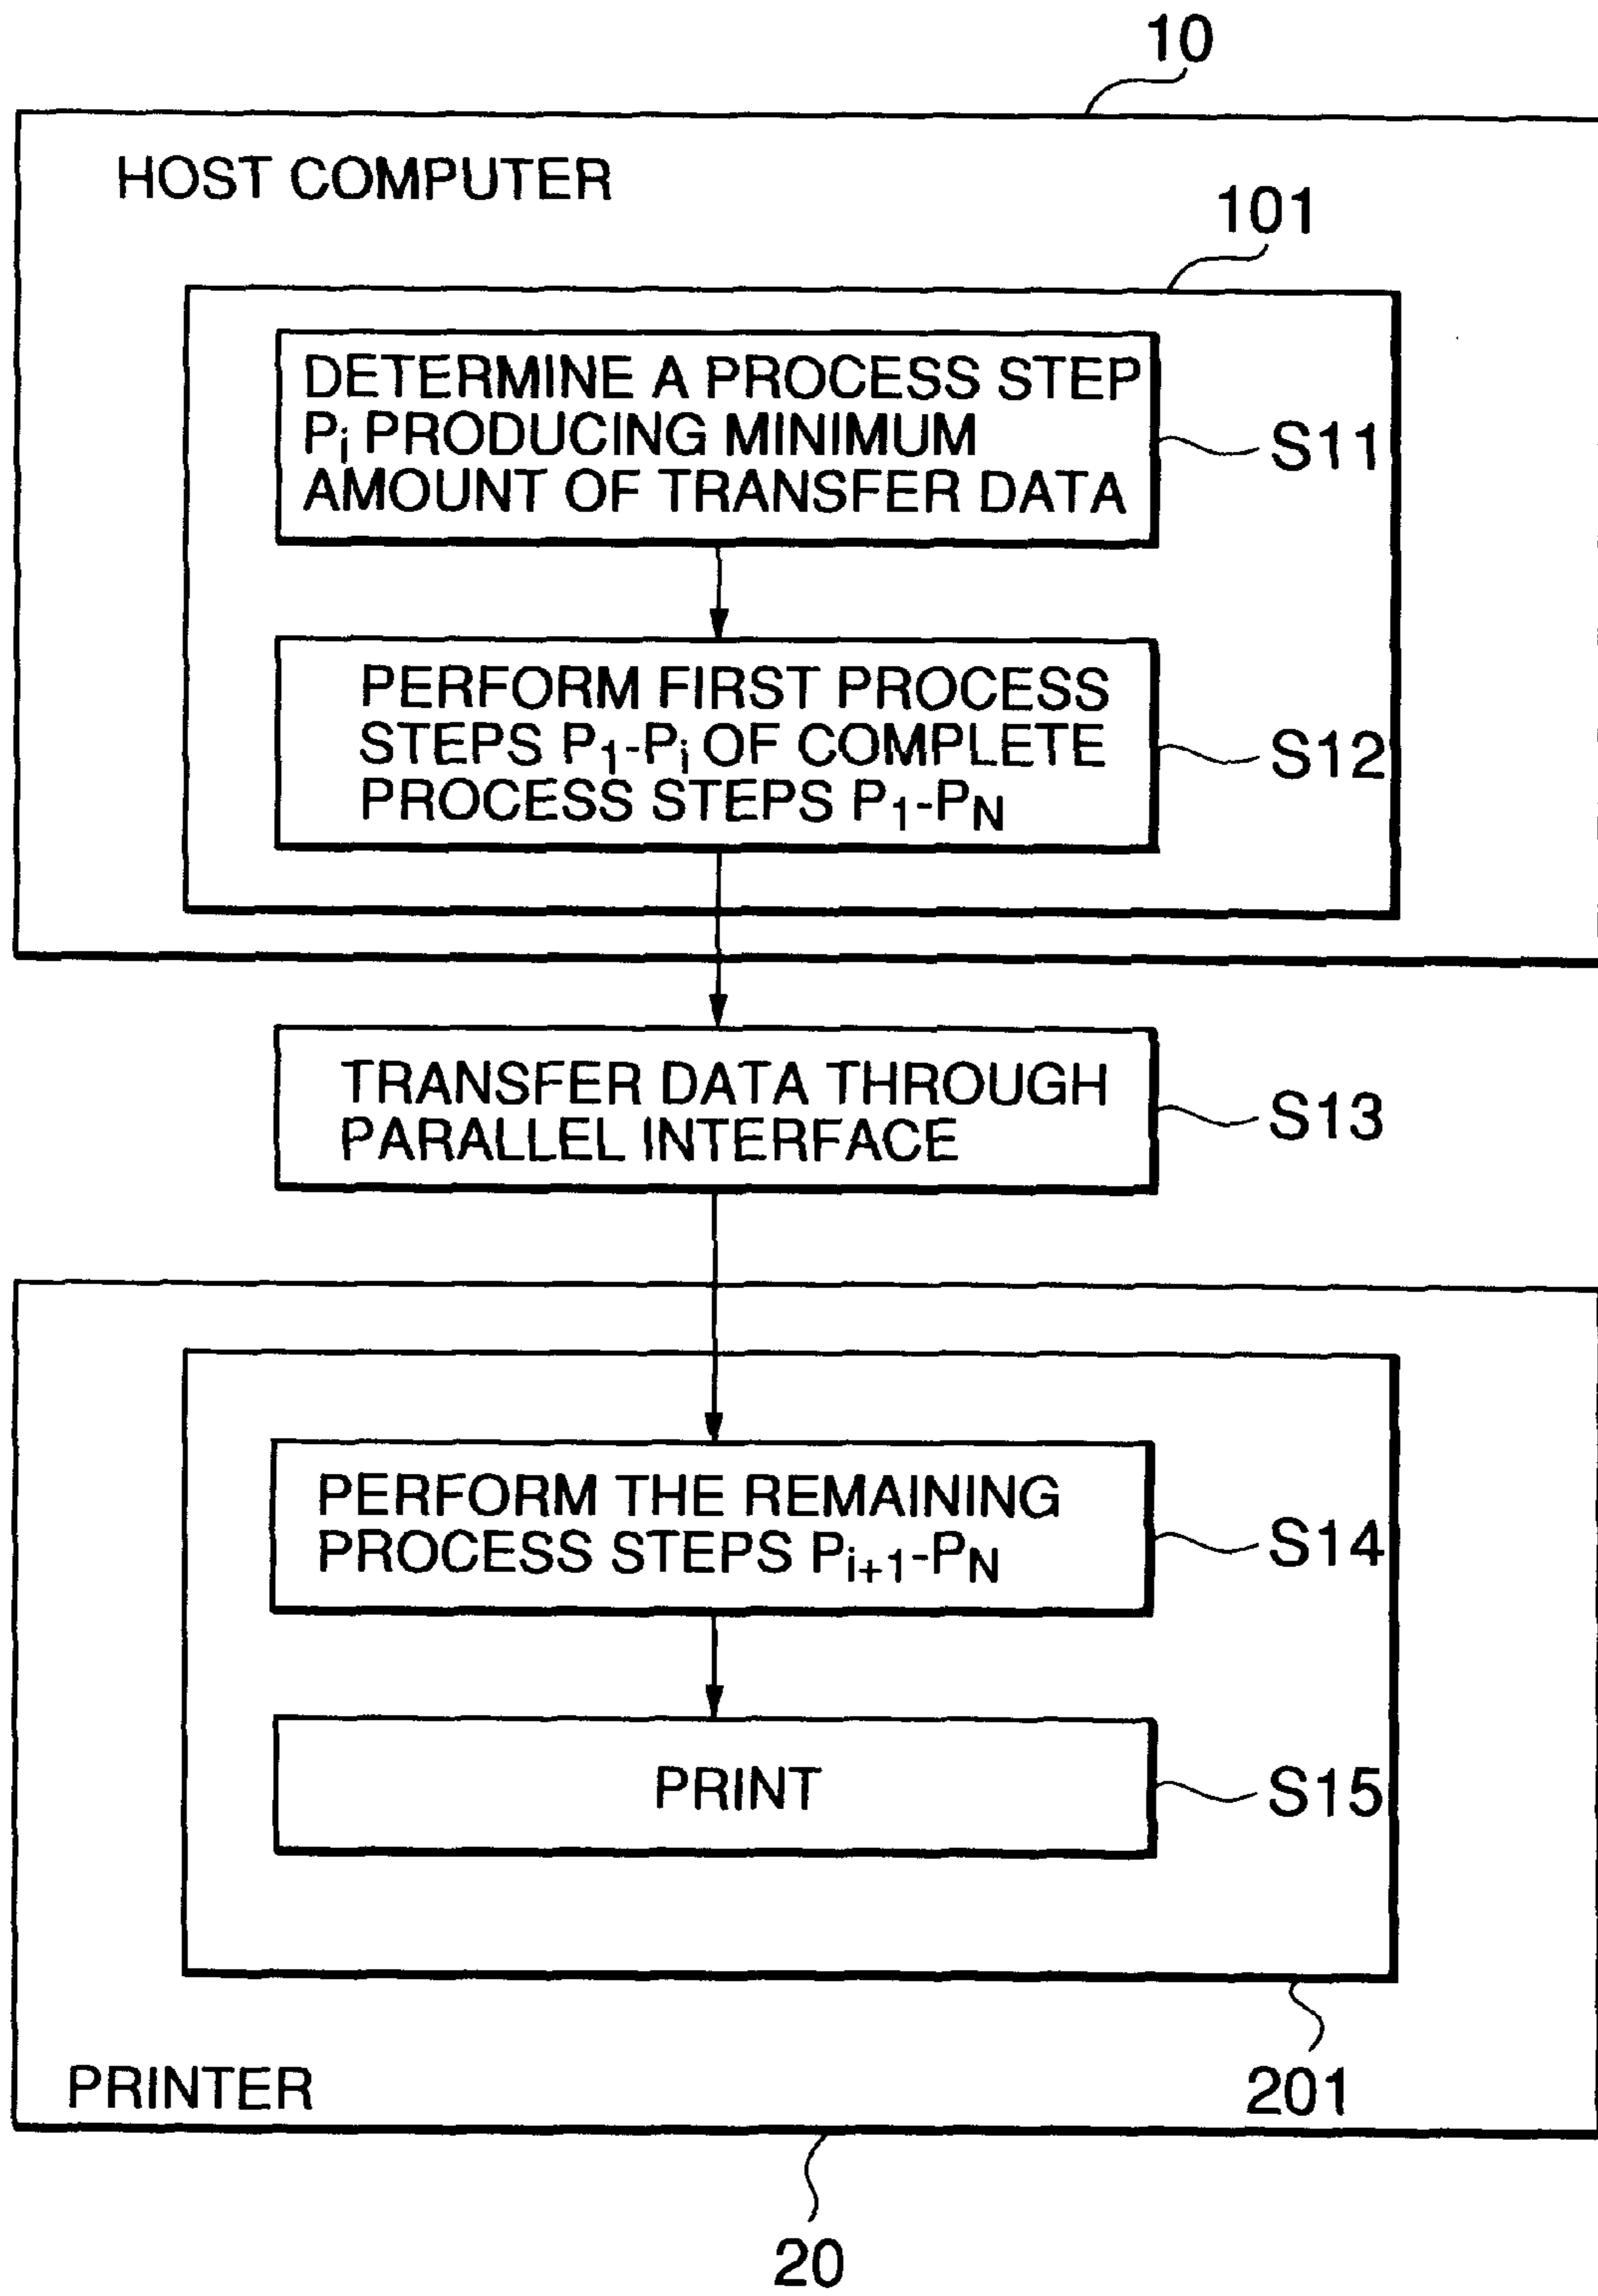 10
HOST COMPUTER
101
DETERMINE A PROCESS STEP
Pi PRODUCING MINIMUM
AMOUNT OF TRANSFER DATA
S11
PERFORM FIRST PROCESS
STEPS P1-Pi OF COMPLETE
PROCESS STEPS P1-PN
S12
TRANSFER DATA THROUGH
PARALLEL INTERFACE
S13
PERFORM THE REMAINING
PROCESS STEPS Pi+1-PN
S14
PRINT
S15
201
PRINTER
20